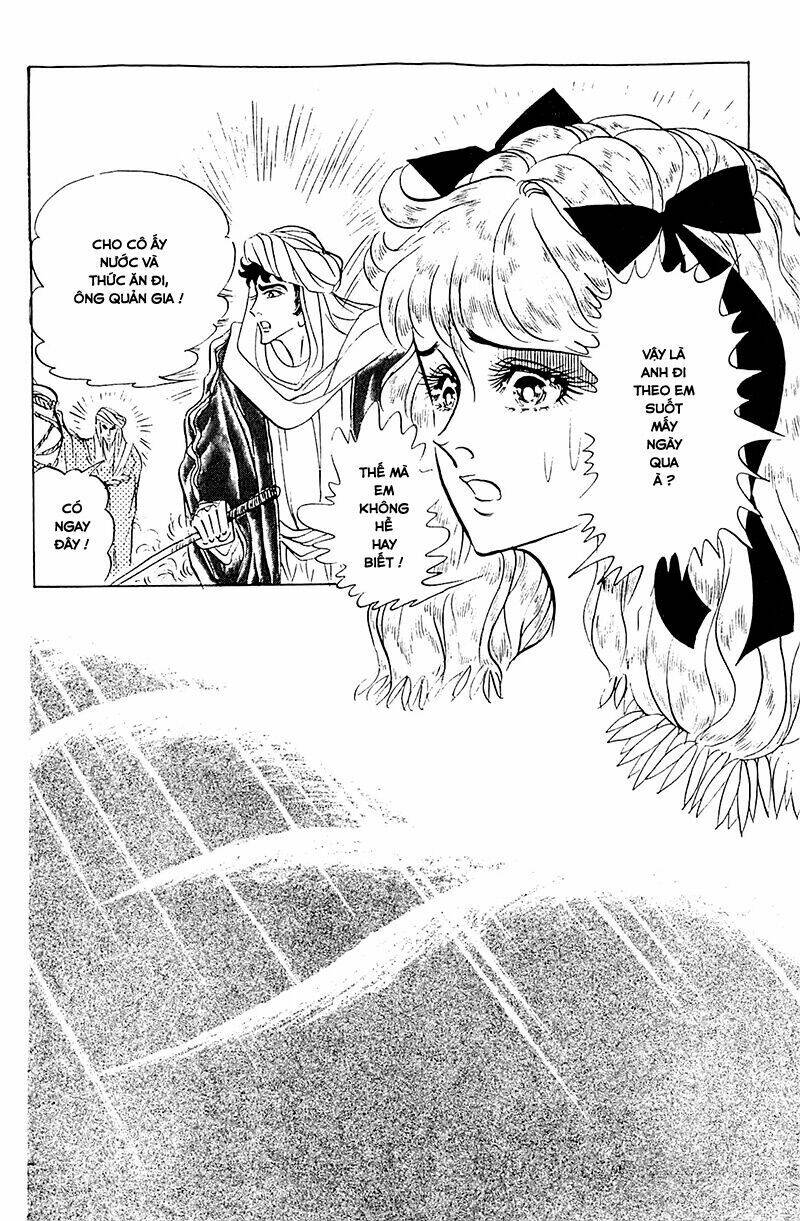 CHO CÔ ẤY
NƯỚC VÀ
THỨC ĂN ĐI,
ÔNG QUẢN GIA !
CÓ
NGAY
ĐÂY !
VẬY LÀ
ANH ĐI
THEO EM
SUỐT
MẤY
NGÀY
QUA
À ?
THẾ MÀ
EM
KHÔNG
HỀ
HAY
BIẾT !